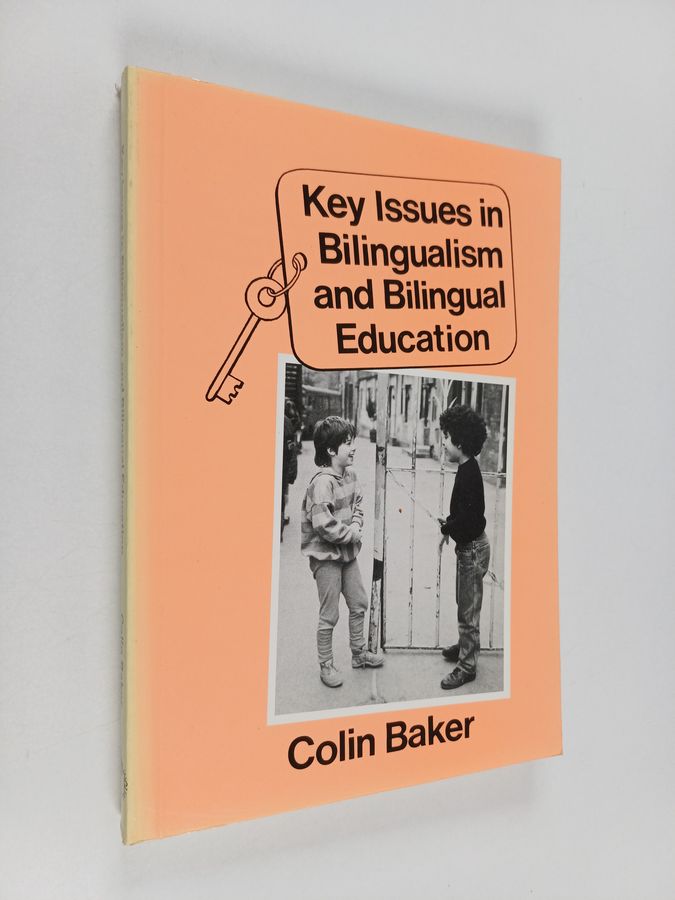 Key Issues in
Bilingualism
and Bilingual
Education
Colin Baker